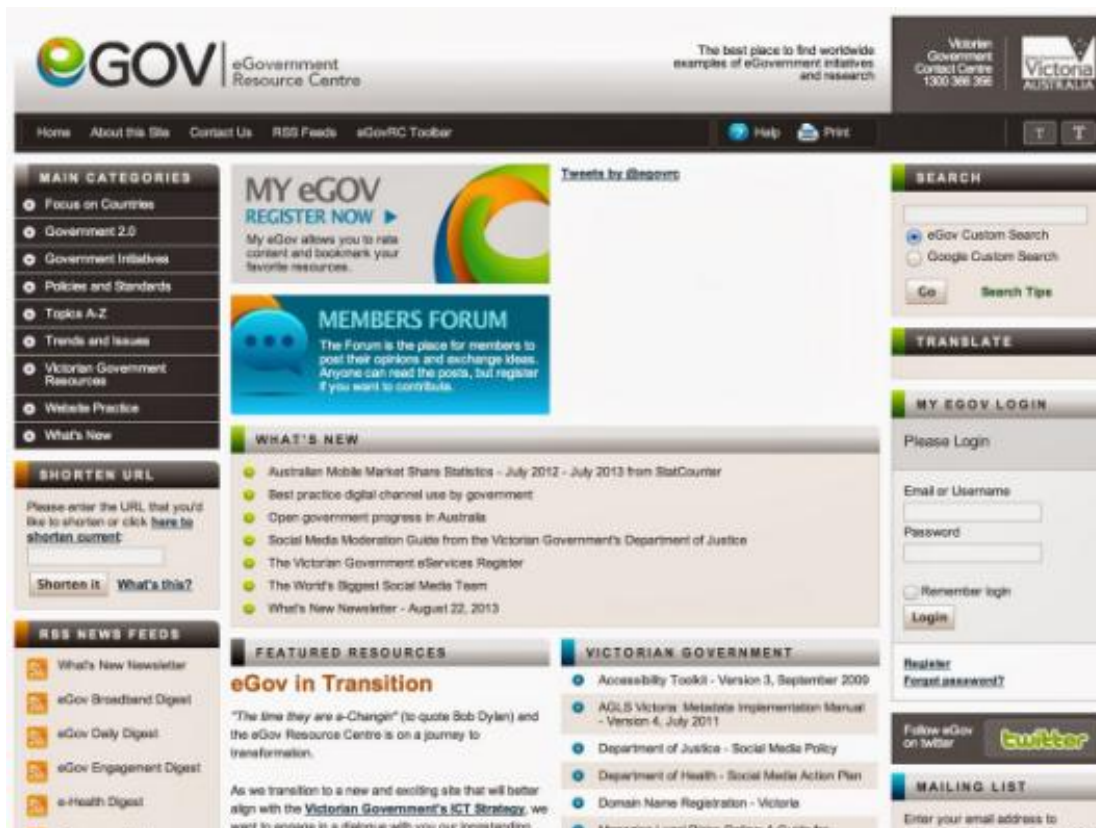 eGOV
eGovernment
Resource Centre
The best place to find worldwide
examples of eGovernment initiatives
and research
Victorian
Government
Contact Centre
1300 366 356
Victoria
AUSTRALIA
Home
About this Site
Contact Us
RSS Feeds
eGovRC Toolbar
Help
Print
T
T
MAIN CATEGORIES
Focus on Countries
Government 2.0
Government Initiatives
Policies and Standards
Topics A-Z
Trends and Issues
Victorian Government
Resources
Website Practice
What's New
SHORTEN URL
Please enter the URL that you'd
like to shorten or click here to
shorten current:
Shorten it
What's this?
RSS NEWS FEEDS
What's New Newsletter
eGov Broadband Digest
eGov Daily Digest
eGov Engagement Digest
e-Health Digest
MY eGOV
REGISTER NOW
My eGov allows you to rate
content and bookmark your
favorite resources.
MEMBERS FORUM
The Forum is the place for members to
post their opinions and exchange ideas.
Anyone can read the posts, but register
if you want to contribute.
Tweets by @egovrc
WHAT'S NEW
Australian Mobile Market Share Statistics - July 2012 - July 2013 from StatCounter
Best practice digital channel use by government
Open government progress in Australia
Social Media Moderation Guide from the Victorian Government's Department of Justice
The Victorian Government eServices Register
The World's Biggest Social Media Team
What's New Newsletter - August 22, 2013
FEATURED RESOURCES
eGov in Transition
"The time they are a-Changin" (to quote Bob Dylan) and
the eGov Resource Centre is on a journey to
transformation.
As we transition to a new and exciting site that will better
align with the Victorian Government's ICT Strategy, we
want to engage in a dialogue with you our longstanding
VICTORIAN GOVERNMENT
Accessibility Toolkit - Version 3, September 2009
AGLS Victoria: Metadata Implementation Manual
- Version 4, July 2011
Department of Justice - Social Media Policy
Department of Health - Social Media Action Plan
Domain Name Registration - Victoria
SEARCH
eGov Custom Search
Google Custom Search
Go
Search Tips
TRANSLATE
MY EGOV LOGIN
Please Login
Email or Username
Password
Remember login
Login
Register
Forgot password?
Follow eGov
on twitter
twitter
MAILING LIST
Enter your email address to